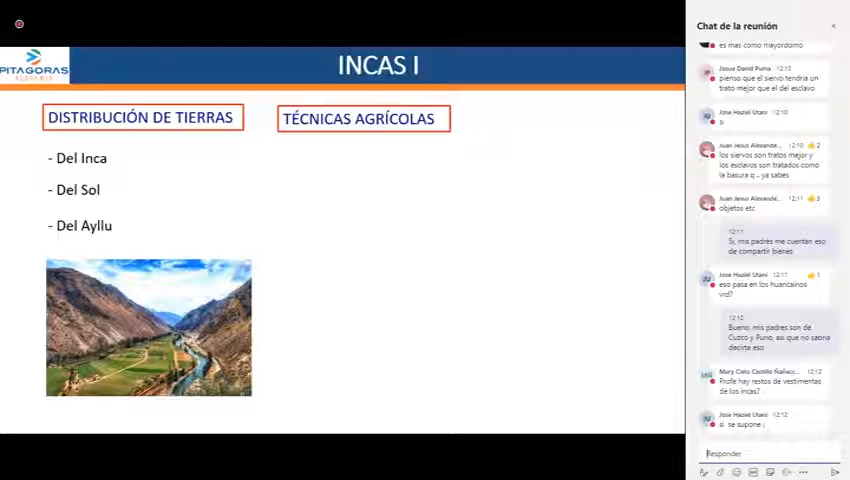 INCAS I
PITAGORAS
DISTRIBUCIÓN DE TIERRAS
TÉCNICAS AGRÍCOLAS
- Del Inca
- Del Sol
- Del Ayllu
Chat de la reunión
es mas como mayordomo
Josue David Puma 12:10
pienso que el siervo tendria un
trato mejor que el del esclavo
Jose Haziel Utani 12:10
si
Juan Jesus Alexande... 12:10 2
los siervos son tratos mejor y
los esclavos son tratados como
la basura q .. ya sabes
Juan Jesus Alexande... 12:11 3
objetos etc
12:11
Si, mis padres me cuentan eso
de compartir bienes
Jose Haziel Utani 12:11 1
eso pasa en los huancainos
vrd?
12:12
Bueno, mis padres son de
Cuzco y Puno, asi que no sabria
decirte eso
Mary Cielo Castillo Ñañacc... 12:12
Profe hay restos de vestimentas
de los incas?
Jose Haziel Utani 12:12
si se supone ;
Responder